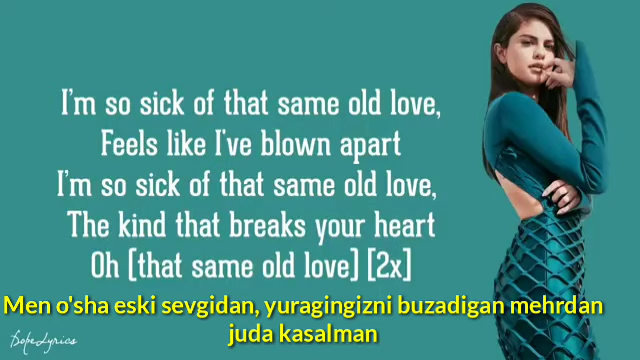 I'm so sick of that same old love,
Feels like I've blown apart
I'm so sick of that same old love,
The kind that breaks your heart
Oh [that same old love] [2x]
Men o'sha eski sevgidan, yuragingizni buzadigan mehrdan
juda kasalman
BopeLyrics